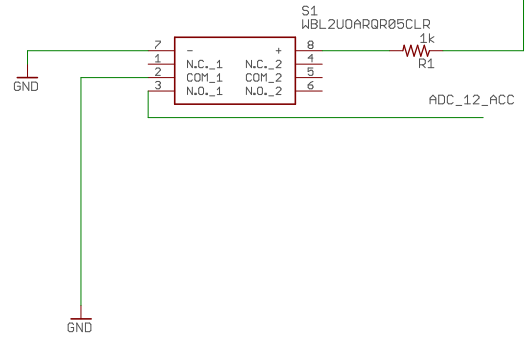 S1
WBL2UOARQR05CLR
7 - + 8 1k
1 N.C._1 N.C._2 4 R1
2 COM_1 COM_2 5
3 N.O._1 N.O._2 6
GND
ADC_12_ACC
GND